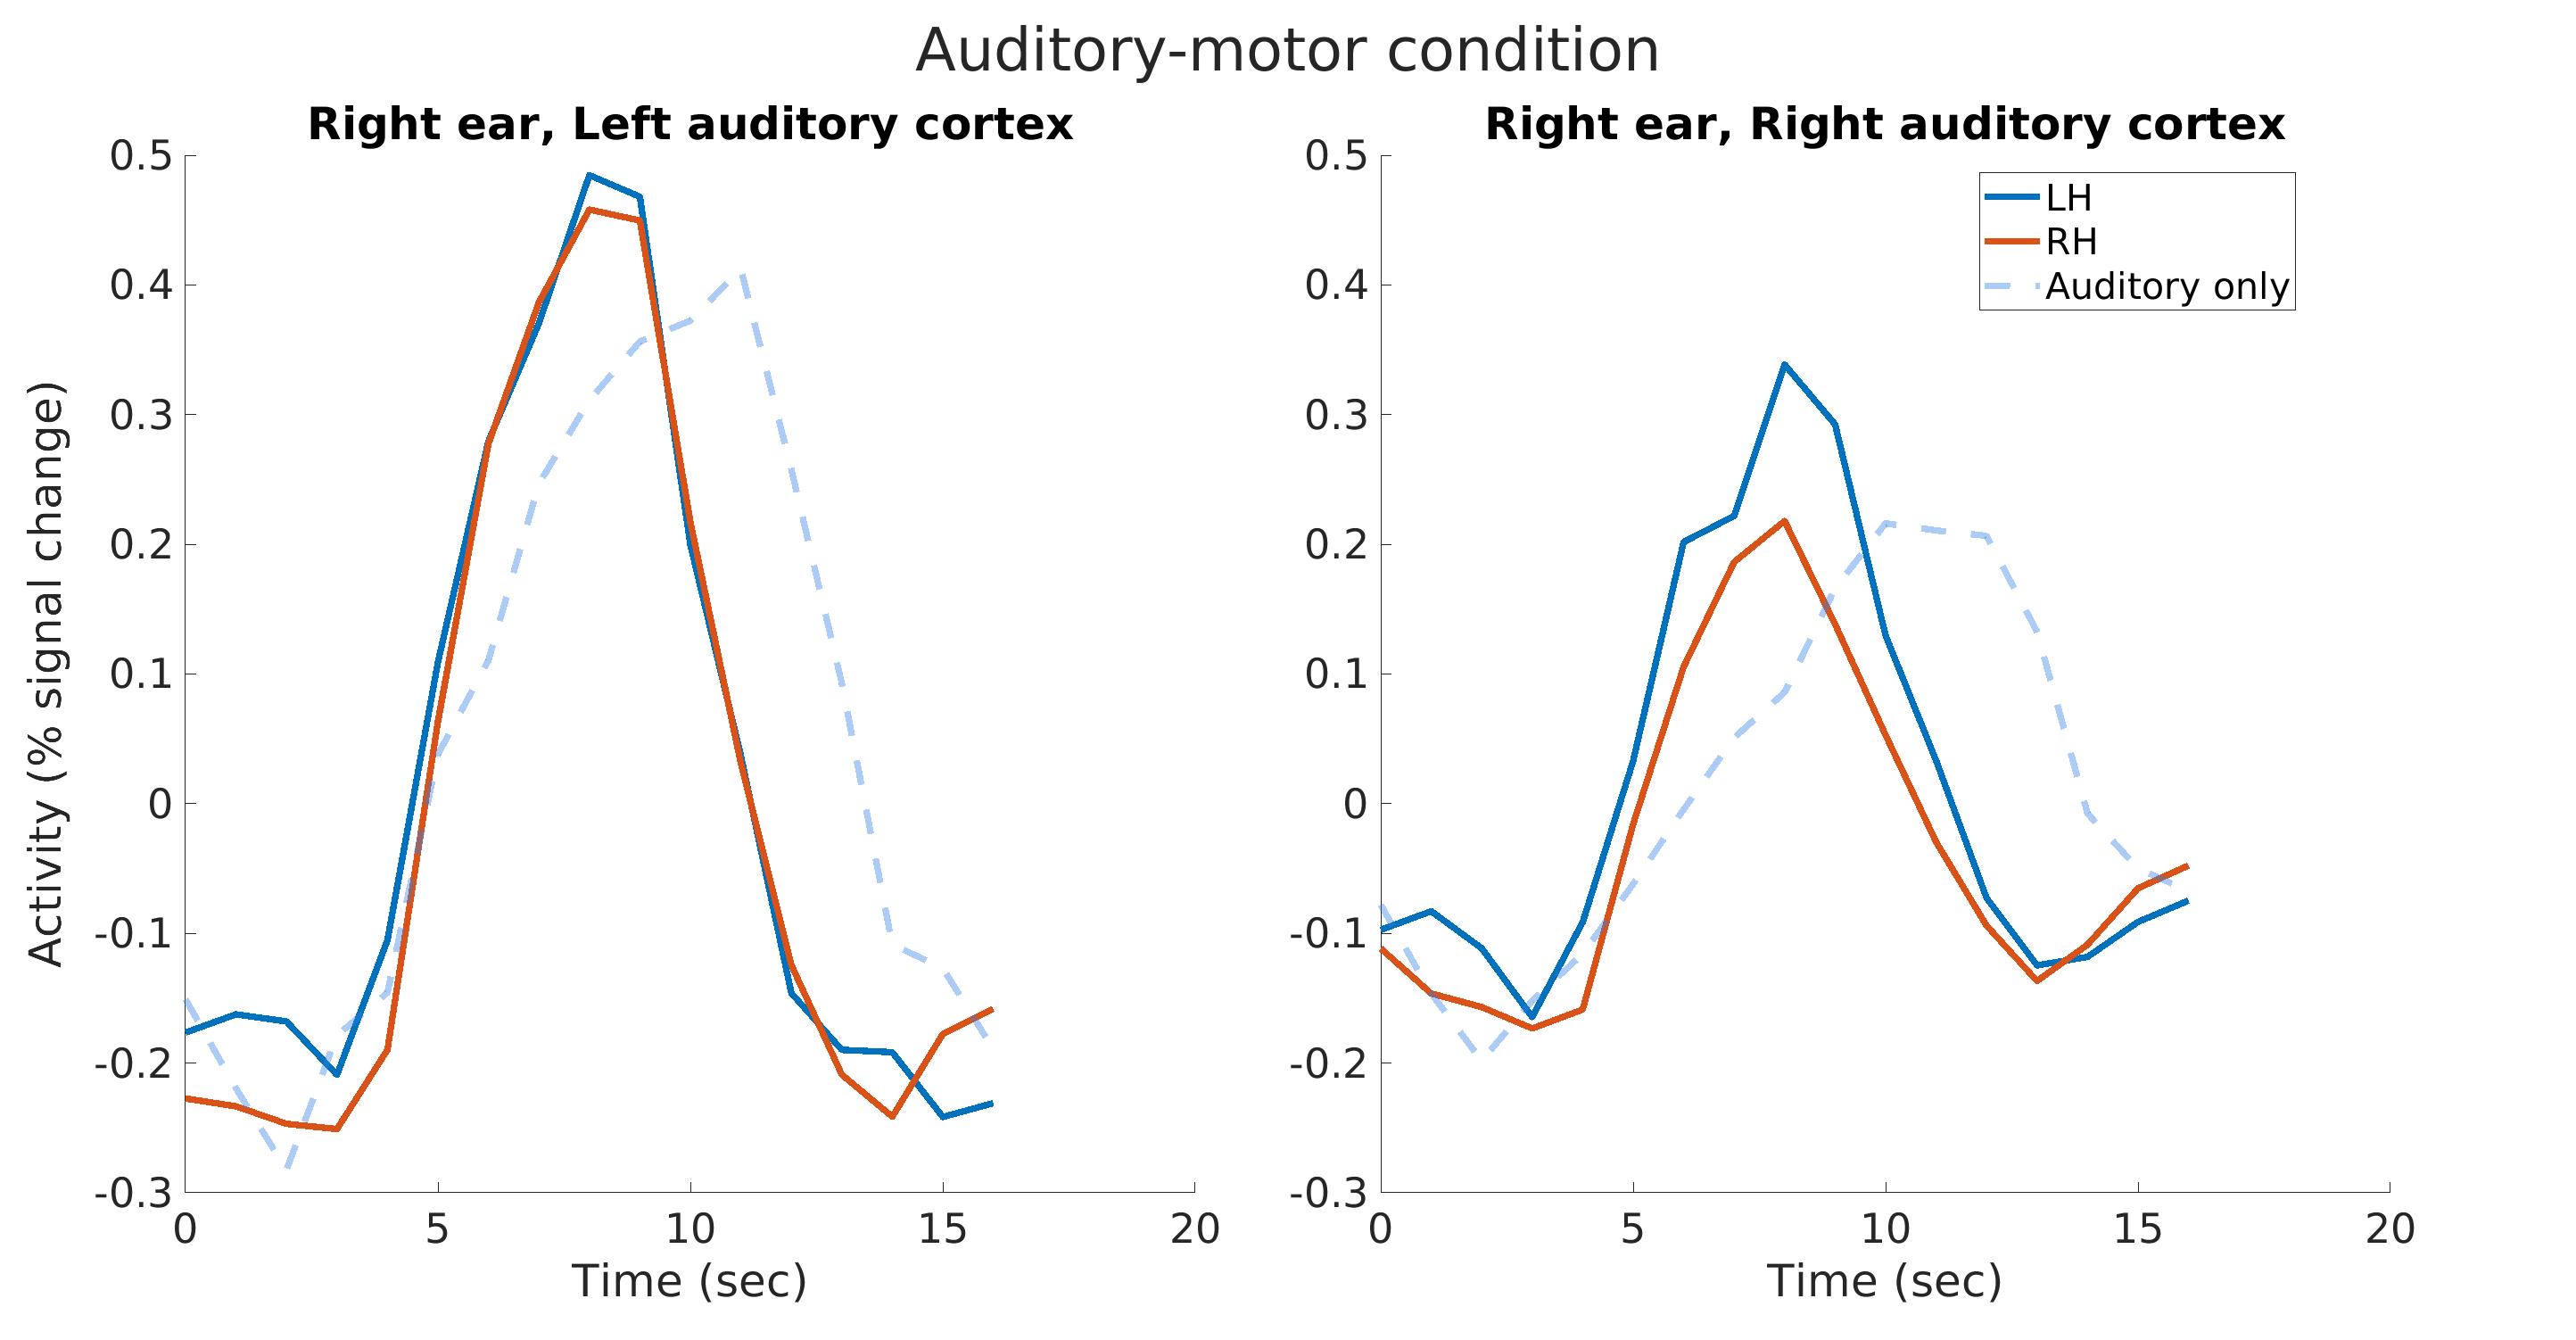 Auditory-motor condition
Right ear, Left auditory cortex
0.5
0.4
0.3
0.2
0.1
0
-0.1
-0.2
-0.3
0 5 10 15 20
Time (sec)
Activity (% signal change)
Right ear, Right auditory cortex
0.5
0.4
0.3
0.2
0.1
0
-0.1
-0.2
-0.3
0 5 10 15 20
Time (sec)
LH
RH
Auditory only